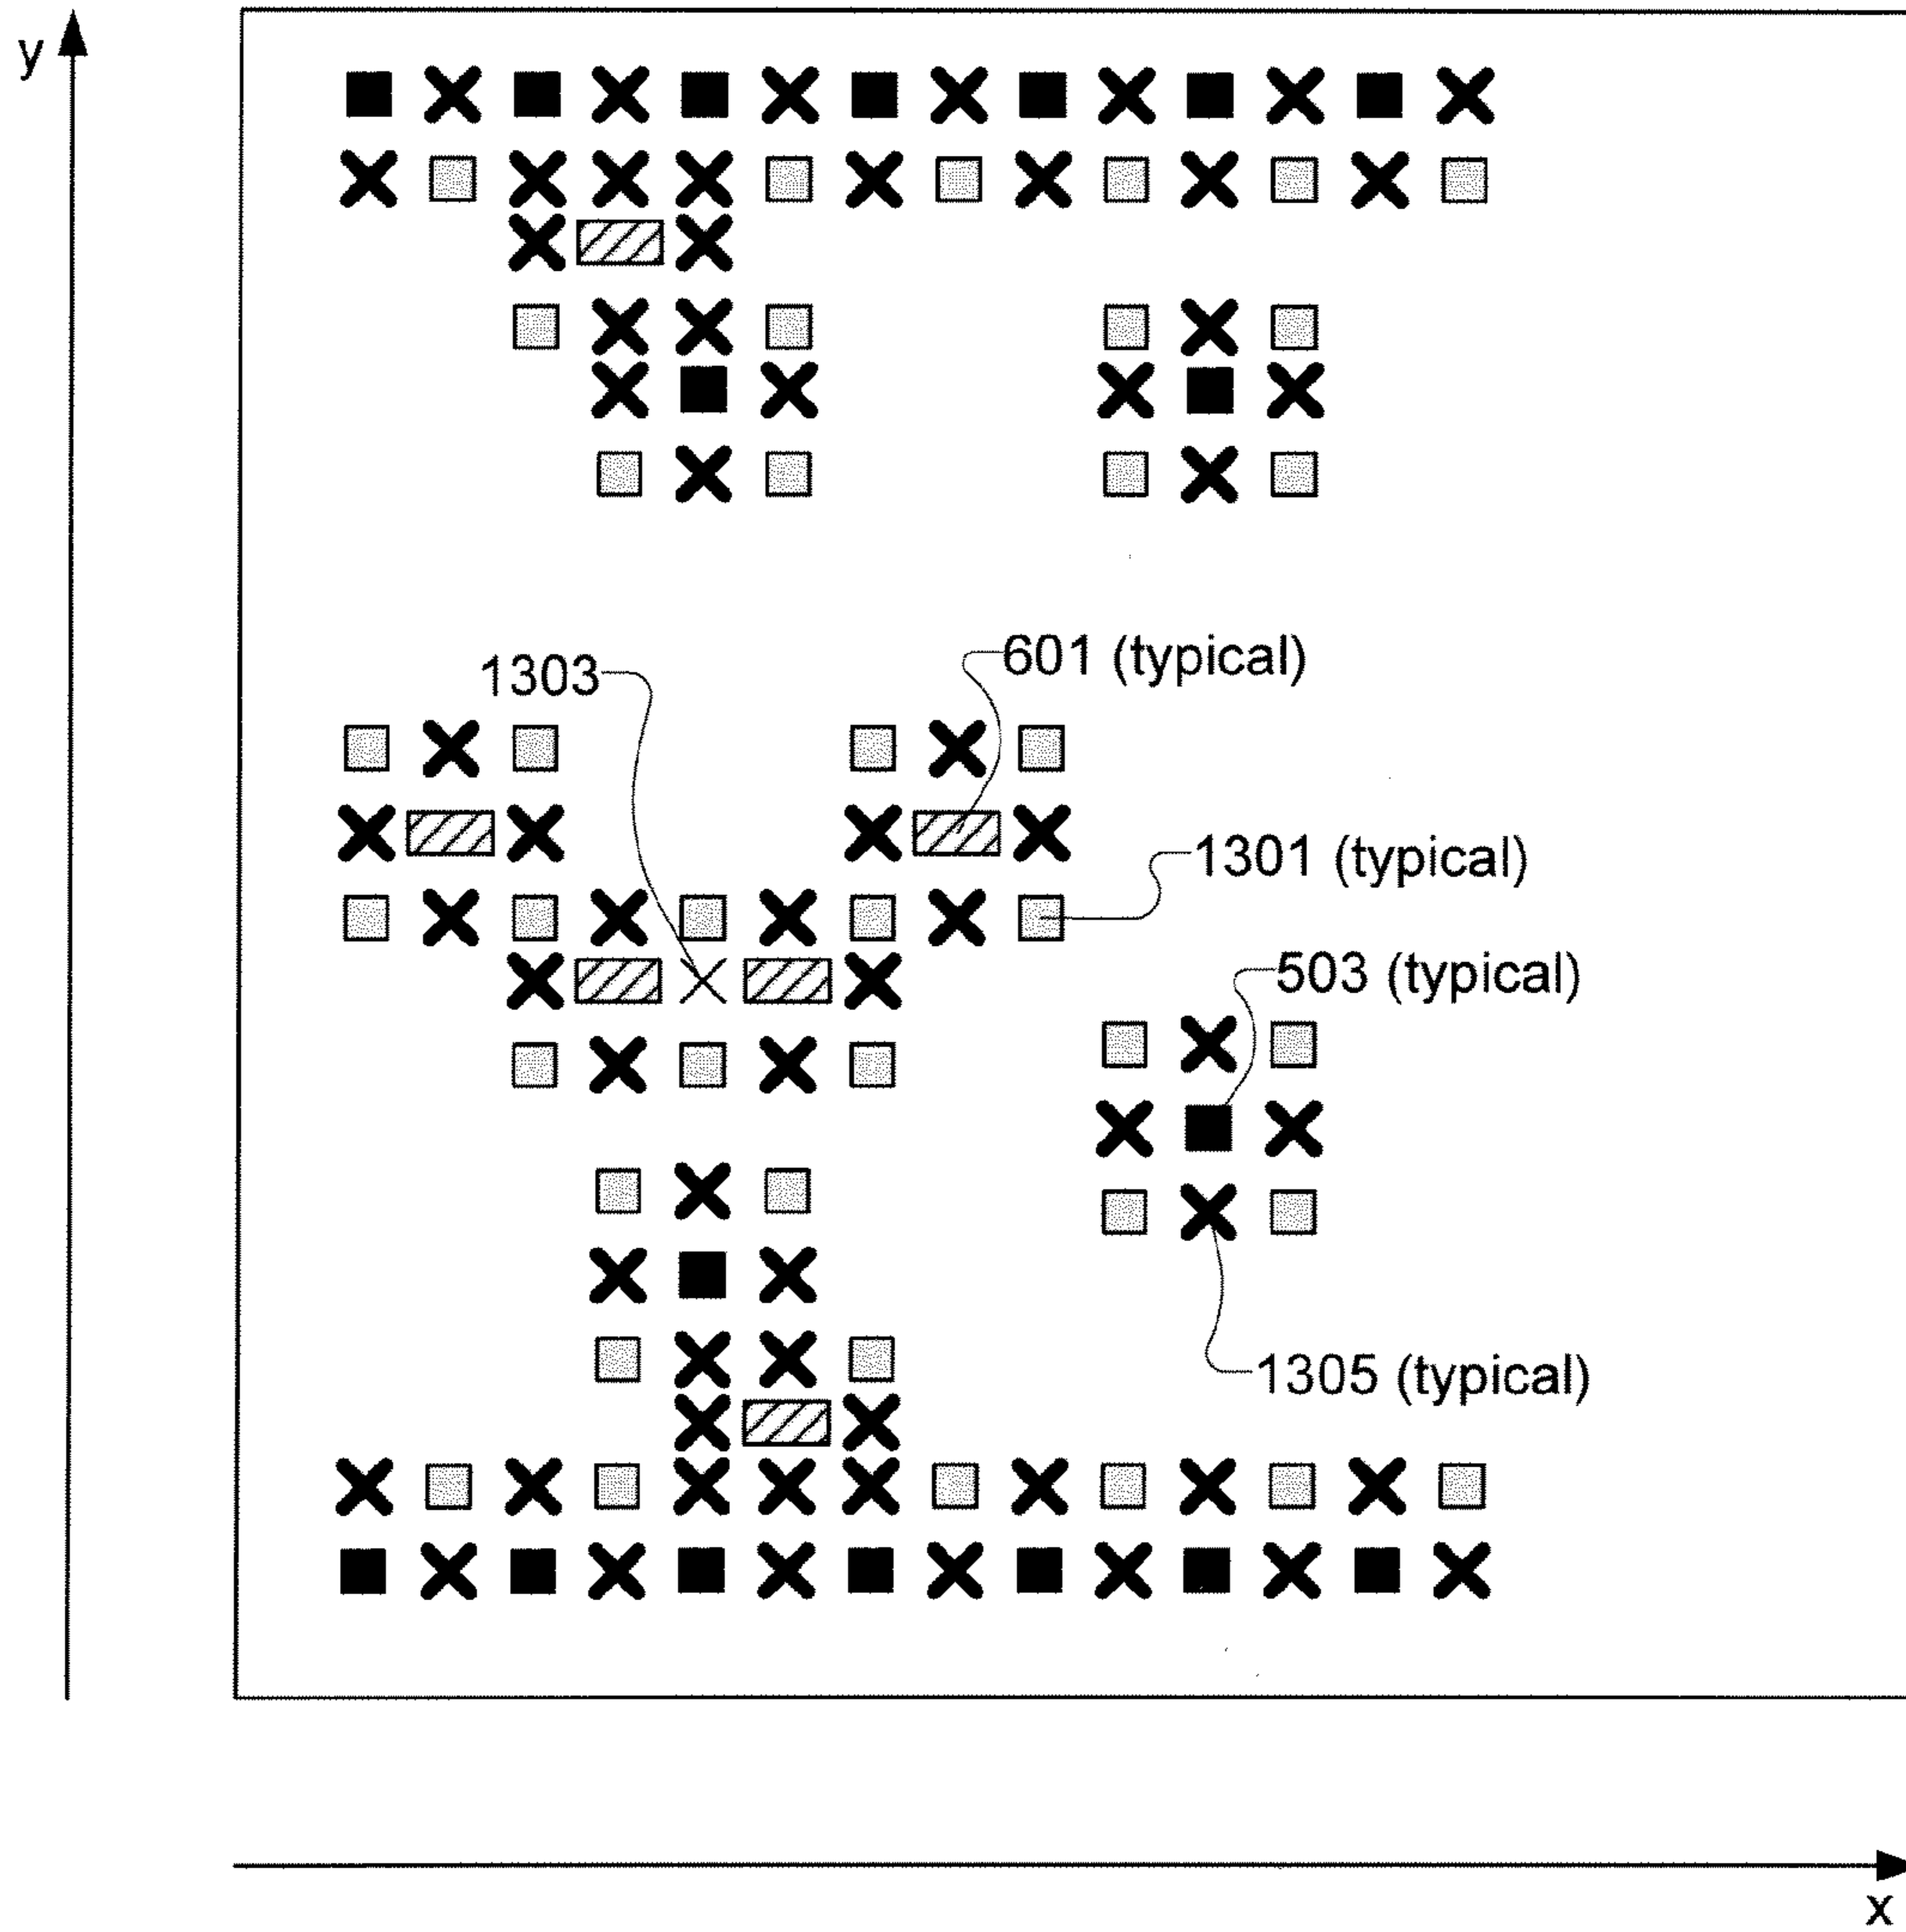 y
601 (typical)
1303
1301 (typical)
503 (typical)
1305 (typical)
x